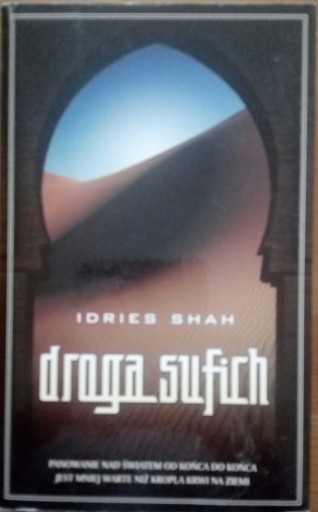 IDRIES SHAH
droga sufich
PANOWANIE NAD ŚWIATEM OD KOŃCA DO KOŃCA
JEST MNIEJ WARTE NIŻ KROPLA KRWI NA ZIEMI